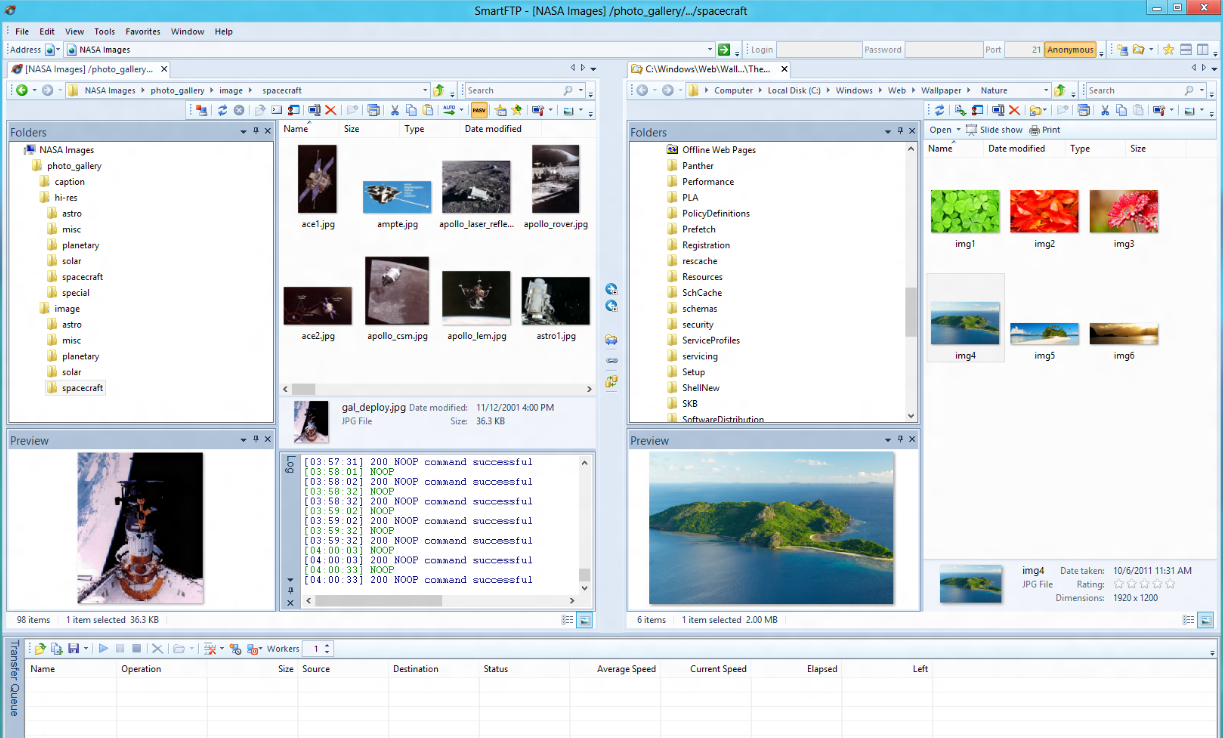 SmartFTP - [NASA Images] /photo_gallery/.../spacecraft
File Edit View Tools Favorites Window Help
Address NASA Images Login Password Port 21 Anonymous
[NASA Images] /photo_gallery...
NASA Images photo_gallery image spacecraft Search
AUTO PASV
Folders
NASA Images
photo_gallery
caption
hi-res
astro
misc
planetary
solar
spacecraft
special
image
astro
misc
planetary
solar
spacecraft
Name Size Type Date modified
ace1.jpg ampte.jpg apollo_laser_refle... apollo_rover.jpg
ace2.jpg apollo_csm.jpg apollo_lem.jpg astro1.jpg
gal_deploy.jpg Date modified: 11/12/2001 4:00 PM
JPG File Size: 36.3 KB
Preview
Log
[03:57:31] 200 NOOP command successful
[03:58:01] NOOP
[03:58:02] 200 NOOP command successful
[03:58:32] NOOP
[03:58:32] 200 NOOP command successful
[03:59:02] NOOP
[03:59:02] 200 NOOP command successful
[03:59:32] NOOP
[03:59:32] 200 NOOP command successful
[04:00:03] NOOP
[04:00:03] 200 NOOP command successful
[04:00:33] NOOP
[04:00:33] 200 NOOP command successful
98 items 1 item selected 36.3 KB
C:\Windows\Web\Wall...\The...
Computer Local Disk (C:) Windows Web Wallpaper Nature Search
Folders
Offline Web Pages
Panther
Performance
PLA
PolicyDefinitions
Prefetch
Registration
rescache
Resources
SchCache
schemas
security
ServiceProfiles
servicing
Setup
ShellNew
SKB
SoftwareDistribution
Open Slide show Print
Name Date modified Type Size
img1 img2 img3
img4 img5 img6
Preview
img4 Date taken: 10/6/2011 11:31 AM
JPG File Rating:
Dimensions: 1920 x 1200
6 items 1 item selected 2.00 MB
Transfer Queue
Workers 1
Name Operation Size Source Destination Status Average Speed Current Speed Elapsed Left